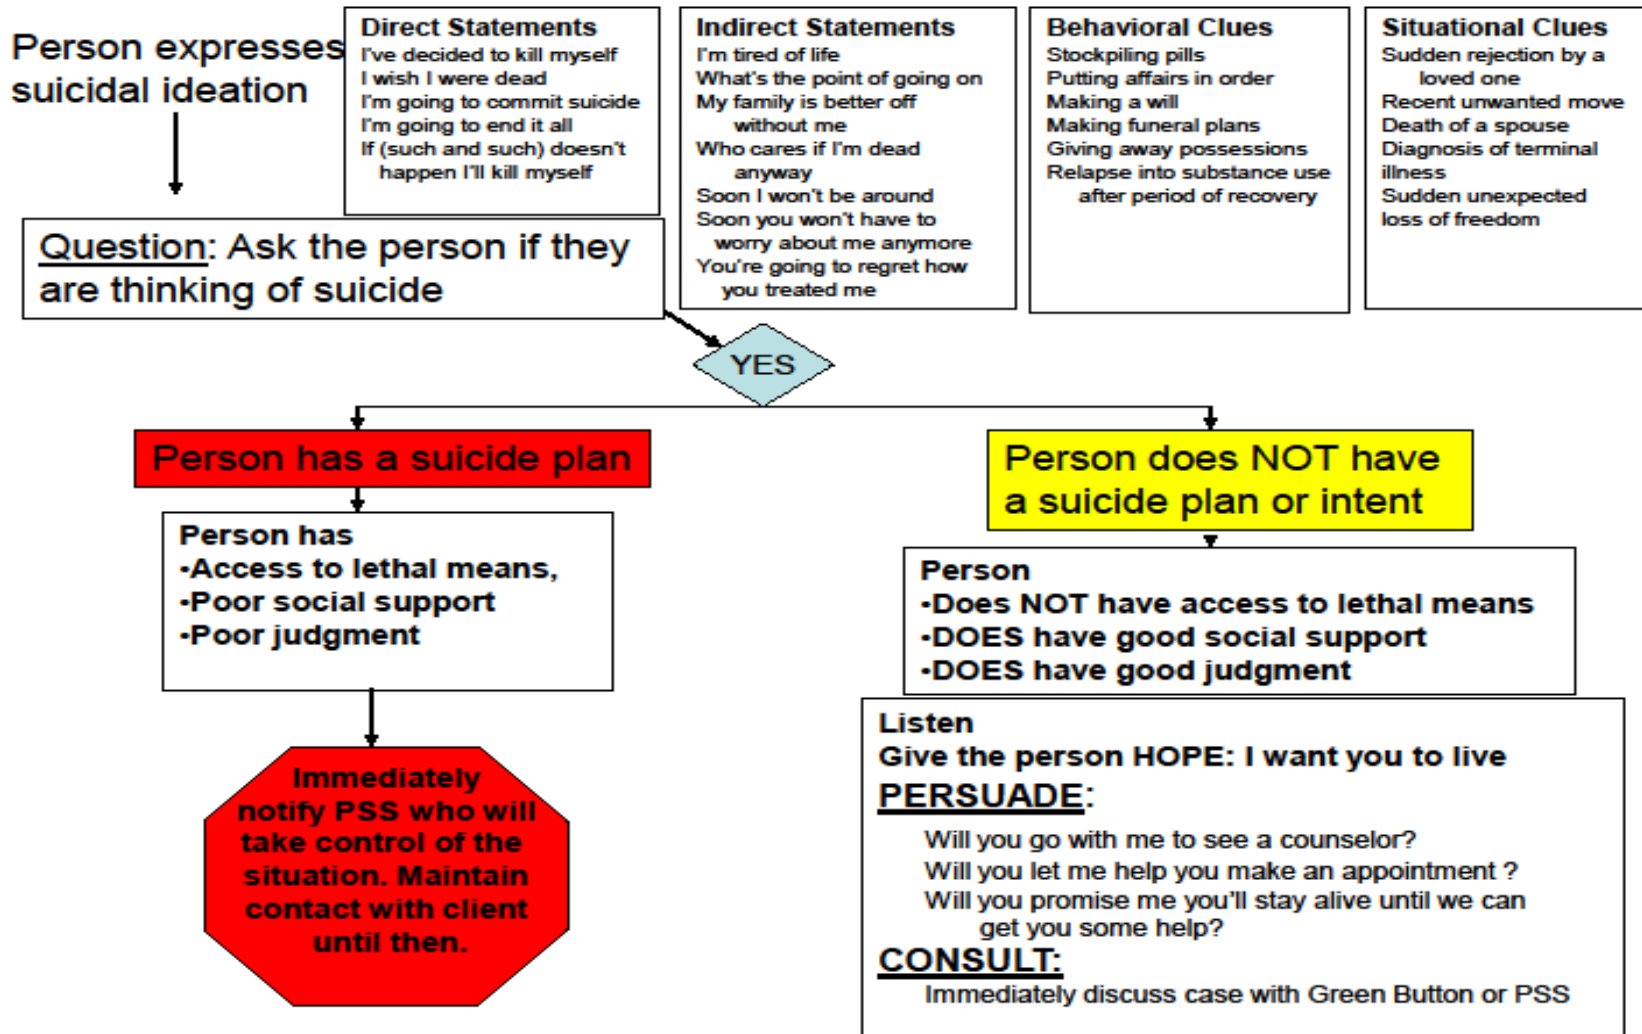 Person expresses
suicidal ideation
Direct Statements
I've decided to kill myself
I wish I were dead
I'm going to commit suicide
I'm going to end it all
If (such and such) doesn't
happen I'll kill myself
Indirect Statements
I'm tired of life
What's the point of going on
My family is better off
without me
Who cares if I'm dead
anyway
Soon I won't be around
Soon you won't have to
worry about me anymore
You're going to regret how
you treated me
Behavioral Clues
Stockpiling pills
Putting affairs in order
Making a will
Making funeral plans
Giving away possessions
Relapse into substance use
after period of recovery
Situational Clues
Sudden rejection by a
loved one
Recent unwanted move
Death of a spouse
Diagnosis of terminal
illness
Sudden unexpected
loss of freedom
Question: Ask the person if they
are thinking of suicide
YES
Person has a suicide plan
Person has
•Access to lethal means,
•Poor social support
•Poor judgment
Immediately
notify PSS who will
take control of the
situation. Maintain
contact with client
until then.
Person does NOT have
a suicide plan or intent
Person
•Does NOT have access to lethal means
•DOES have good social support
•DOES have good judgment
Listen
Give the person HOPE: I want you to live
PERSUADE:
Will you go with me to see a counselor?
Will you let me help you make an appointment ?
Will you promise me you'll stay alive until we can
get you some help?
CONSULT:
Immediately discuss case with Green Button or PSS